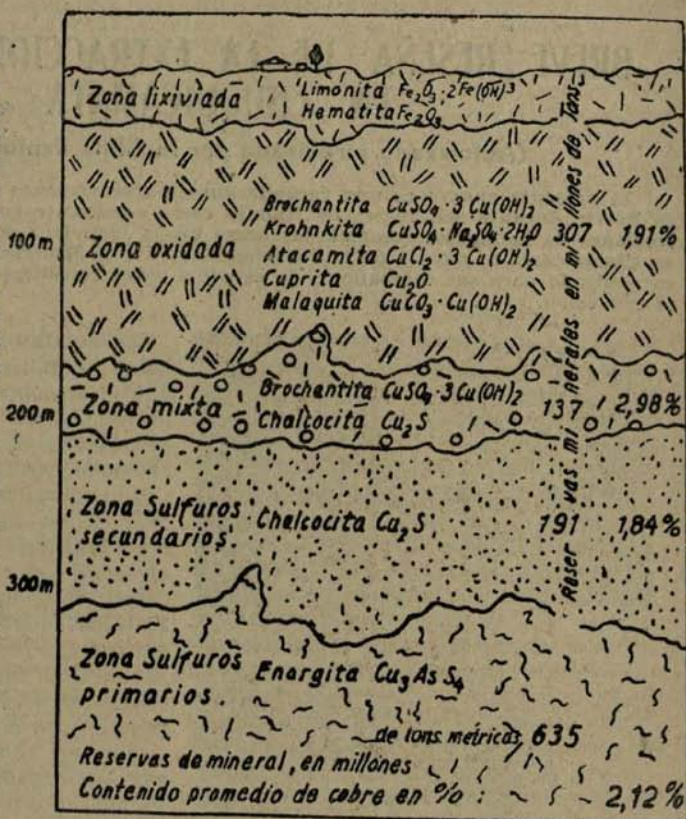 Zona lixiviada Limonita Fe2O3·2Fe(OH)3
Hematita Fe2O3
Brochantita CuSO4·3Cu(OH)2
100m Zona oxidada Krohnkita CuSO4·Na2SO4·2H2O 307 1,91%
Atacamita CuCl2·3Cu(OH)2
Cuprita Cu2O
Malaquita CuCO3·Cu(OH)2
Brochantita CuSO4·3Cu(OH)2
200m Zona mixta Chalcocita Cu2S 137 2,98%
Zona Sulfuros Chalcocita Cu2S 191 1,84%
secundarios.
300m
Zona Sulfuros Enargita Cu3AsS4
primarios.
de tons. metricas, 635
Reservas de mineral, en millones
Contenido promedio de cobre en %: 2,12%
Reservas minerales en millones de Tons.